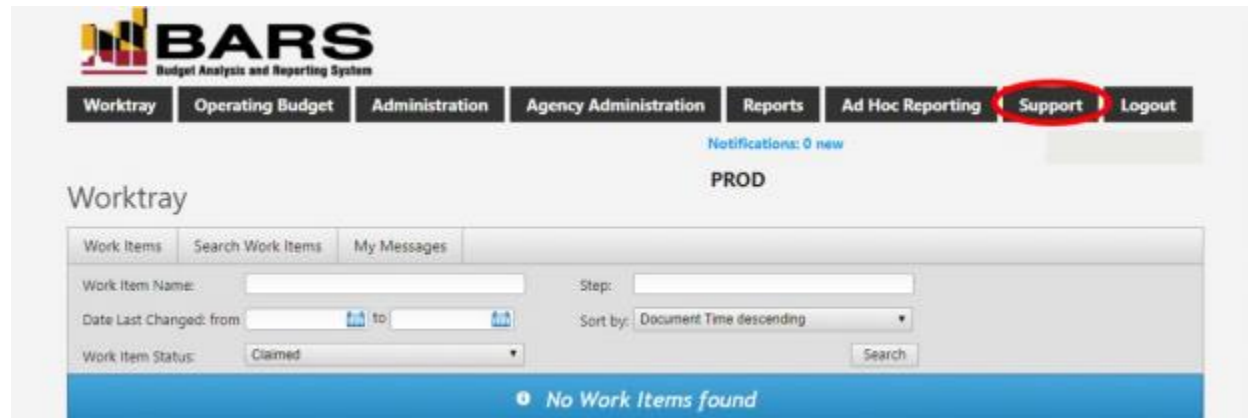 BARS
Budget Analysis and Reporting System
Worktray Operating Budget Administration Agency Administration Reports Ad Hoc Reporting Support Logout
Notifications: 0 new
PROD
Worktray
Work Items Search Work Items My Messages
Work Item Name: Step:
Date Last Changed: from to Sort by: Document Time descending
Work Item Status: Claimed Search
No Work Items found